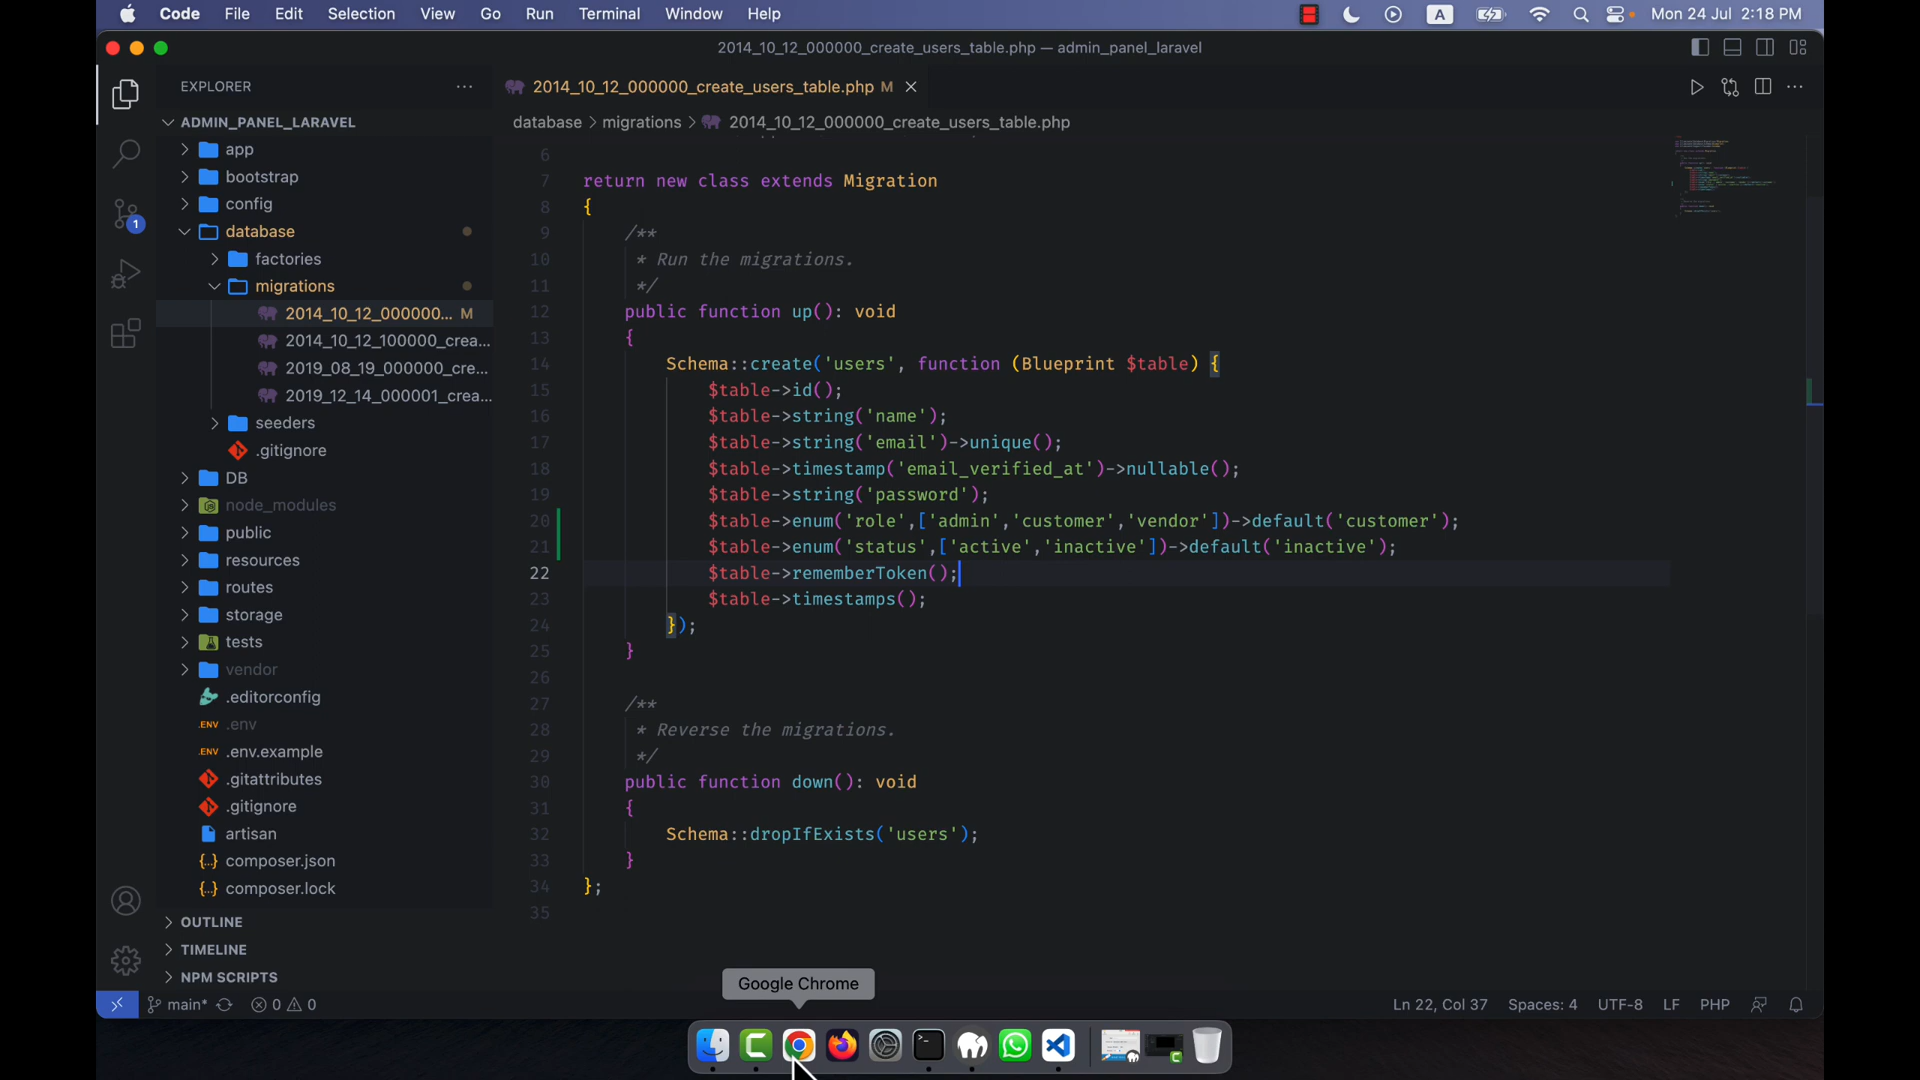 Code File Edit Selection View Go Run Terminal Window Help
A Mon 24 Jul 2:18 PM
2014_10_12_000000_create_users_table.php — admin_panel_laravel
EXPLORER
2014_10_12_000000_create_users_table.php M
ADMIN_PANEL_LARAVEL
database > migrations > 2014_10_12_000000_create_users_table.php
app
bootstrap
config
database
factories
migrations
2014_10_12_000000... M
2014_10_12_100000_crea...
2019_08_19_000000_cre...
2019_12_14_000001_crea...
seeders
.gitignore
DB
node_modules
public
resources
routes
storage
tests
vendor
.editorconfig
.ENV .env
.ENV .env.example
.gitattributes
.gitignore
artisan
{..} composer.json
{..} composer.lock
OUTLINE
TIMELINE
NPM SCRIPTS
1
6
7 return new class extends Migration
8 {
9 /**
10 * Run the migrations.
11 */
12 public function up(): void
13 {
14 Schema::create('users', function (Blueprint $table) {
15 $table->id();
16 $table->string('name');
17 $table->string('email')->unique();
18 $table->timestamp('email_verified_at')->nullable();
19 $table->string('password');
20 $table->enum('role',['admin','customer','vendor'])->default('customer');
21 $table->enum('status',['active','inactive'])->default('inactive');
22 $table->rememberToken();
23 $table->timestamps();
24 });
25 }
26
27 /**
28 * Reverse the migrations.
29 */
30 public function down(): void
31 {
32 Schema::dropIfExists('users');
33 }
34 };
35
Google Chrome
main* 0 0 Ln 22, Col 37 Spaces: 4 UTF-8 LF PHP